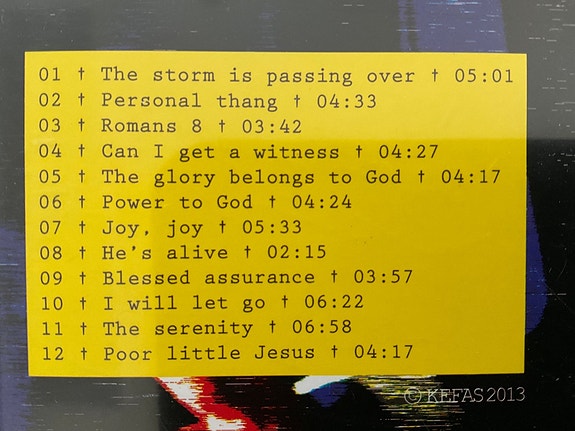 01 † The storm is passing over † 05:01
02 † Personal thang † 04:33
03 † Romans 8 † 03:42
04 † Can I get a witness † 04:27
05 † The glory belongs to God † 04:17
06 † Power to God † 04:24
07 † Joy, joy † 05:33
08 † He's alive † 02:15
09 † Blessed assurance † 03:57
10 † I will let go † 06:22
11 † The serenity † 06:58
12 † Poor little Jesus † 04:17
© KEFAS 2013